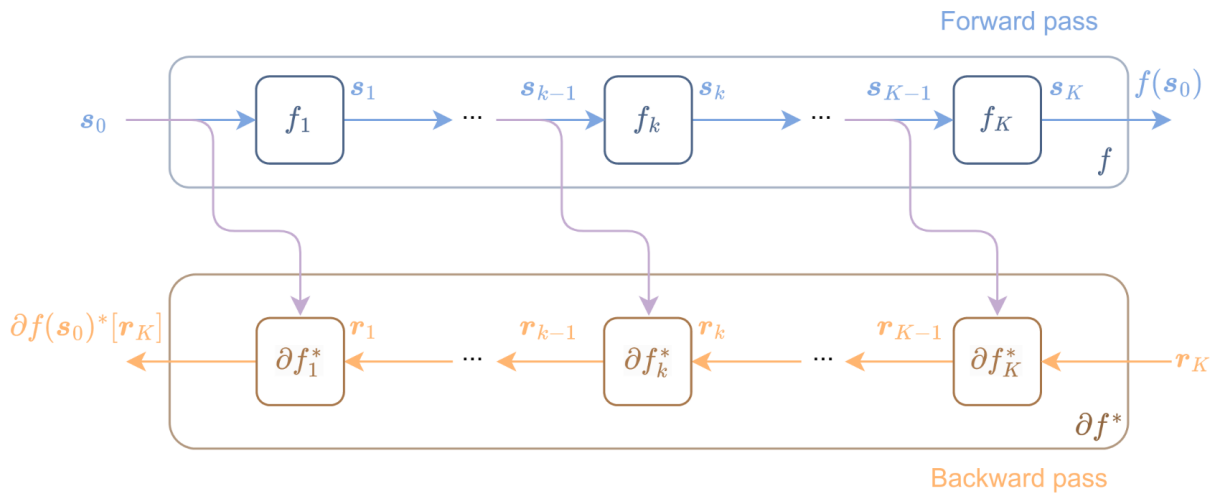 Forward pass
s_0 s_1 ... s_{k-1} s_k ... s_{K-1} s_K f(s_0)
f_1 f_k f_K
f
∂f(s_0)*[r_K] r_1 ... r_{k-1} r_k ... r_{K-1} r_K
∂f_1^* ∂f_k^* ∂f_K^*
∂f*
Backward pass